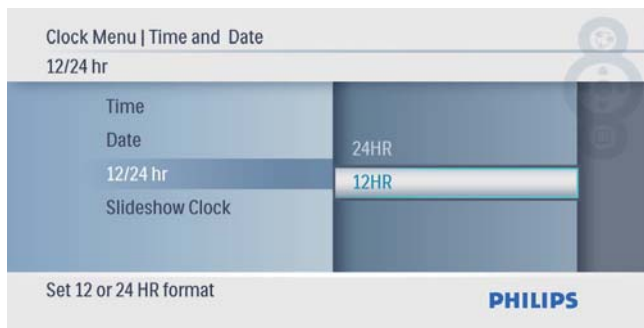 Clock Menu | Time and Date
12/24 hr
Time
Date
12/24 hr
Slideshow Clock
24HR
12HR
Set 12 or 24 HR format
PHILIPS